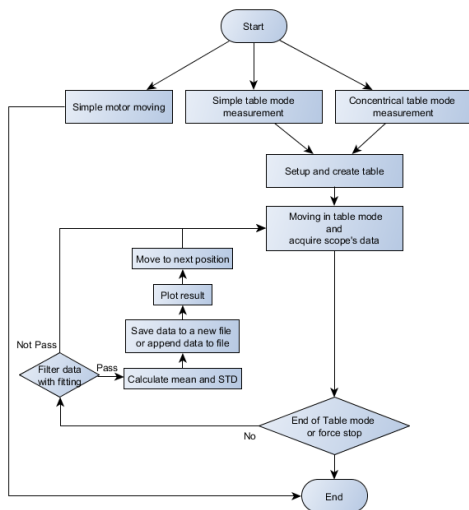 Start
Simple motor moving
Simple table mode
measurement
Concentrical table mode
measurement
Setup and create table
Moving in table mode
and
acquire scope's data
Move to next position
Plot result
Save data to a new file
or append data to file
Not Pass
Filter data
with fitting
Pass
Calculate mean and STD
End of Table mode
or force stop
No
End